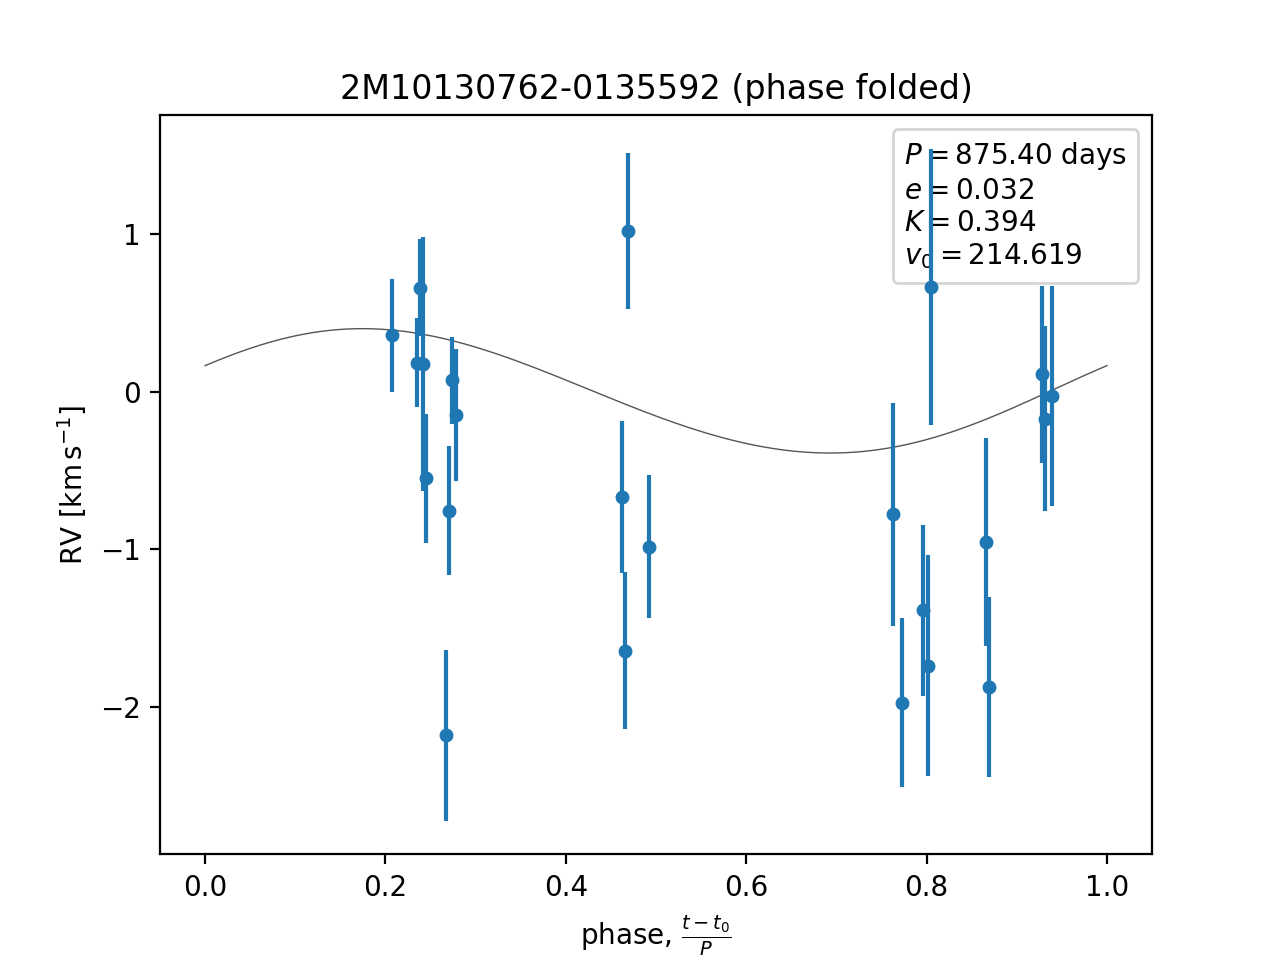 2M10130762-0135592 (phase folded)
P = 875.40 days
e = 0.032
K = 0.394
v₀ = 214.619
1
0
−1
−2
RV [km s⁻¹]
0.0 0.2 0.4 0.6 0.8 1.0
phase, (t − t₀)/P